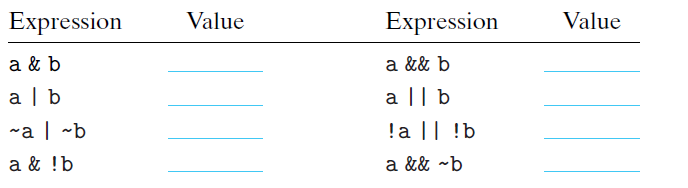 Expression Value Expression Value
a & b a && b
a | b a || b
~a | ~b !a || !b
a & !b a && ~b